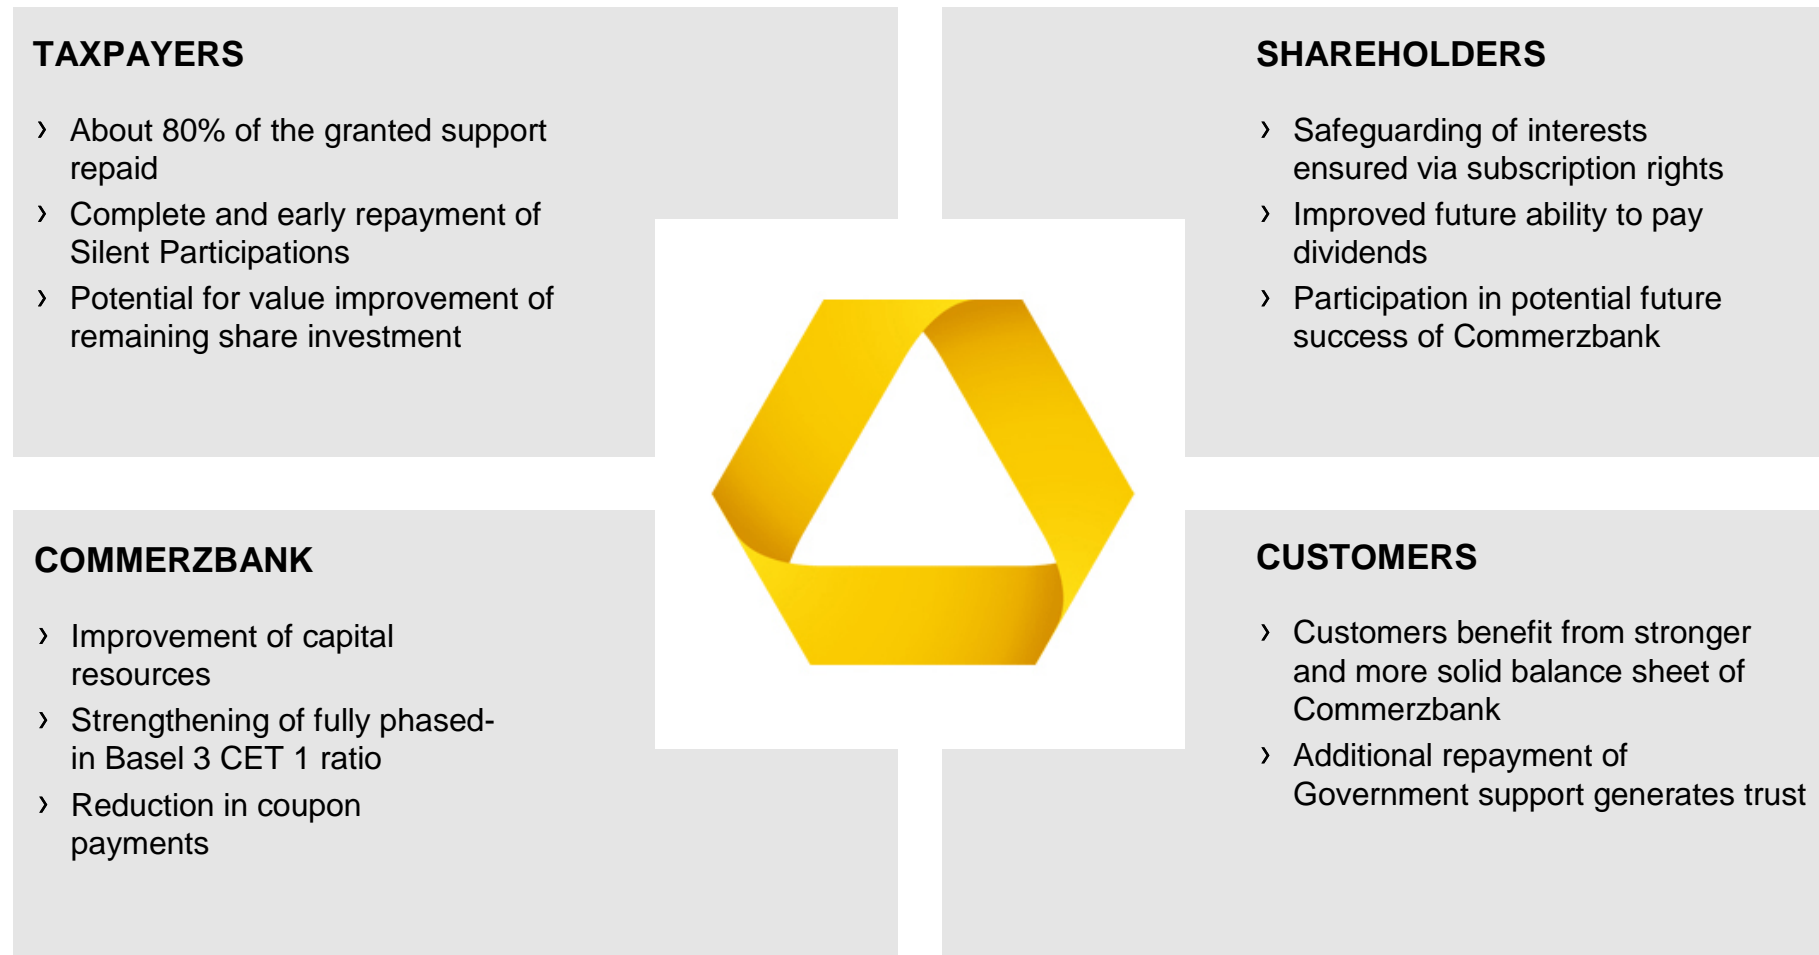 TAXPAYERS
› About 80% of the granted support
repaid
› Complete and early repayment of
Silent Participations
› Potential for value improvement of
remaining share investment
SHAREHOLDERS
› Safeguarding of interests
ensured via subscription rights
› Improved future ability to pay
dividends
› Participation in potential future
success of Commerzbank
COMMERZBANK
› Improvement of capital
resources
› Strengthening of fully phased-
in Basel 3 CET 1 ratio
› Reduction in coupon
payments
CUSTOMERS
› Customers benefit from stronger
and more solid balance sheet of
Commerzbank
› Additional repayment of
Government support generates trust